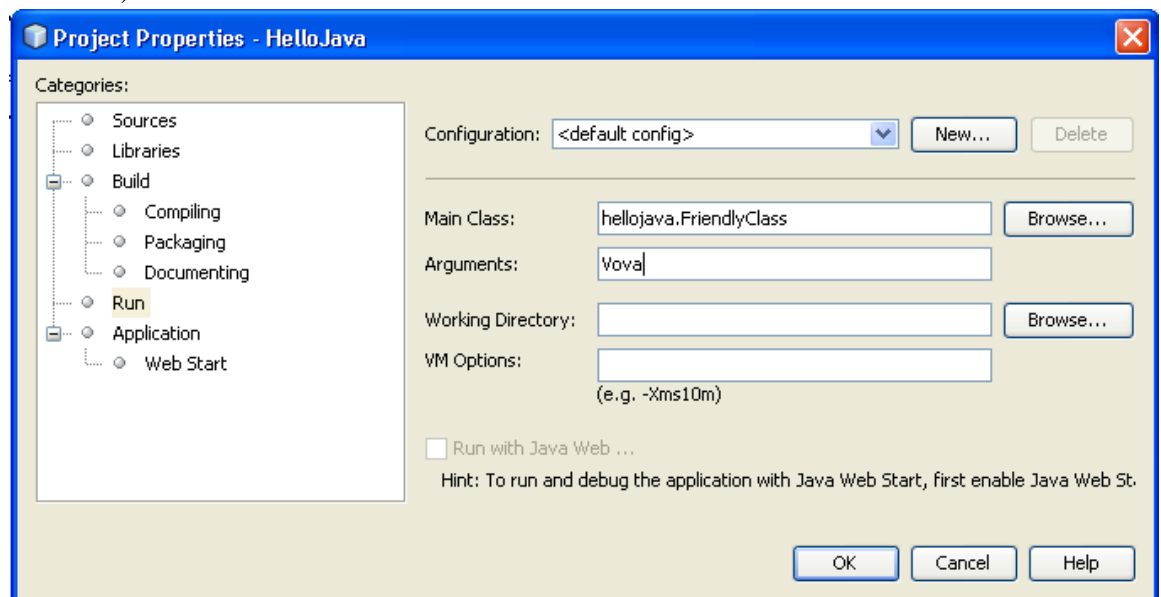 Project Properties - HelloJava
Categories:
Sources
Libraries
Build
Compiling
Packaging
Documenting
Run
Application
Web Start
Configuration: <default config> New... Delete
Main Class: hellojava.FriendlyClass Browse...
Arguments: Vova
Working Directory: Browse...
VM Options:
(e.g. -Xms10m)
Run with Java Web ...
Hint: To run and debug the application with Java Web Start, first enable Java Web St
OK Cancel Help